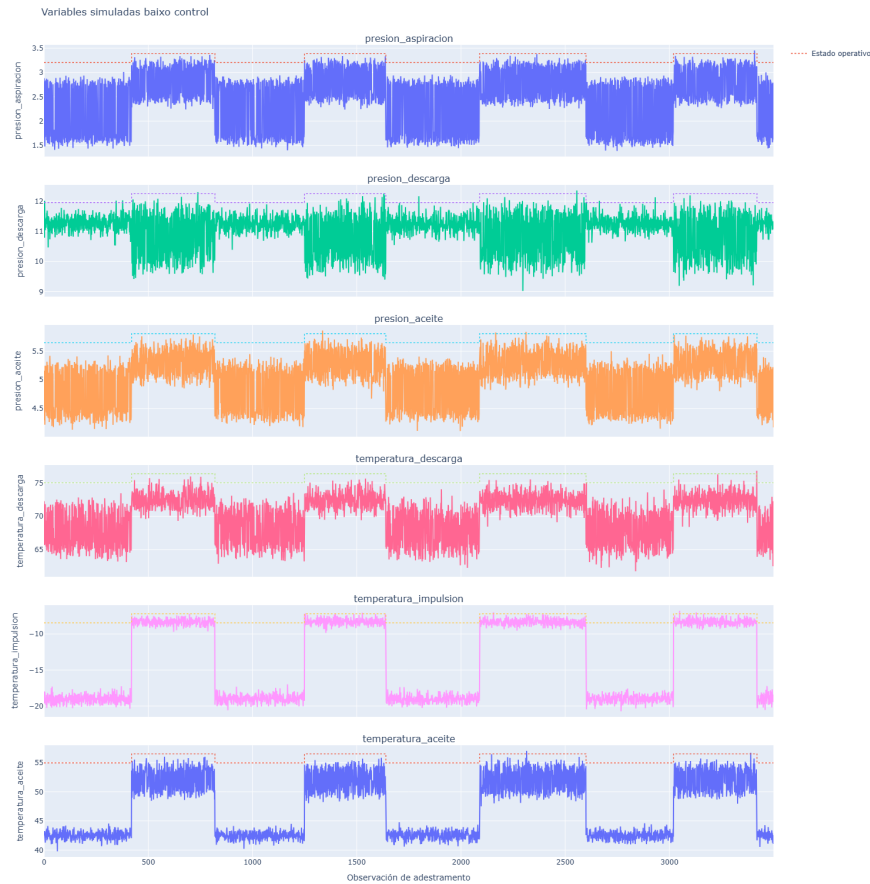 Variables simuladas baixo control
presion_aspiracion
Estado operativo
presion_aspiracion
3.5
3
2.5
2
1.5
presion_descarga
presion_descarga
12
11
10
9
presion_aceite
presion_aceite
5.5
5
4.5
temperatura_descarga
temperatura_descarga
75
70
65
temperatura_impulsion
temperatura_impulsion
−10
−15
−20
temperatura_aceite
temperatura_aceite
55
50
45
40
0 500 1000 1500 2000 2500 3000
Observación de adestramento